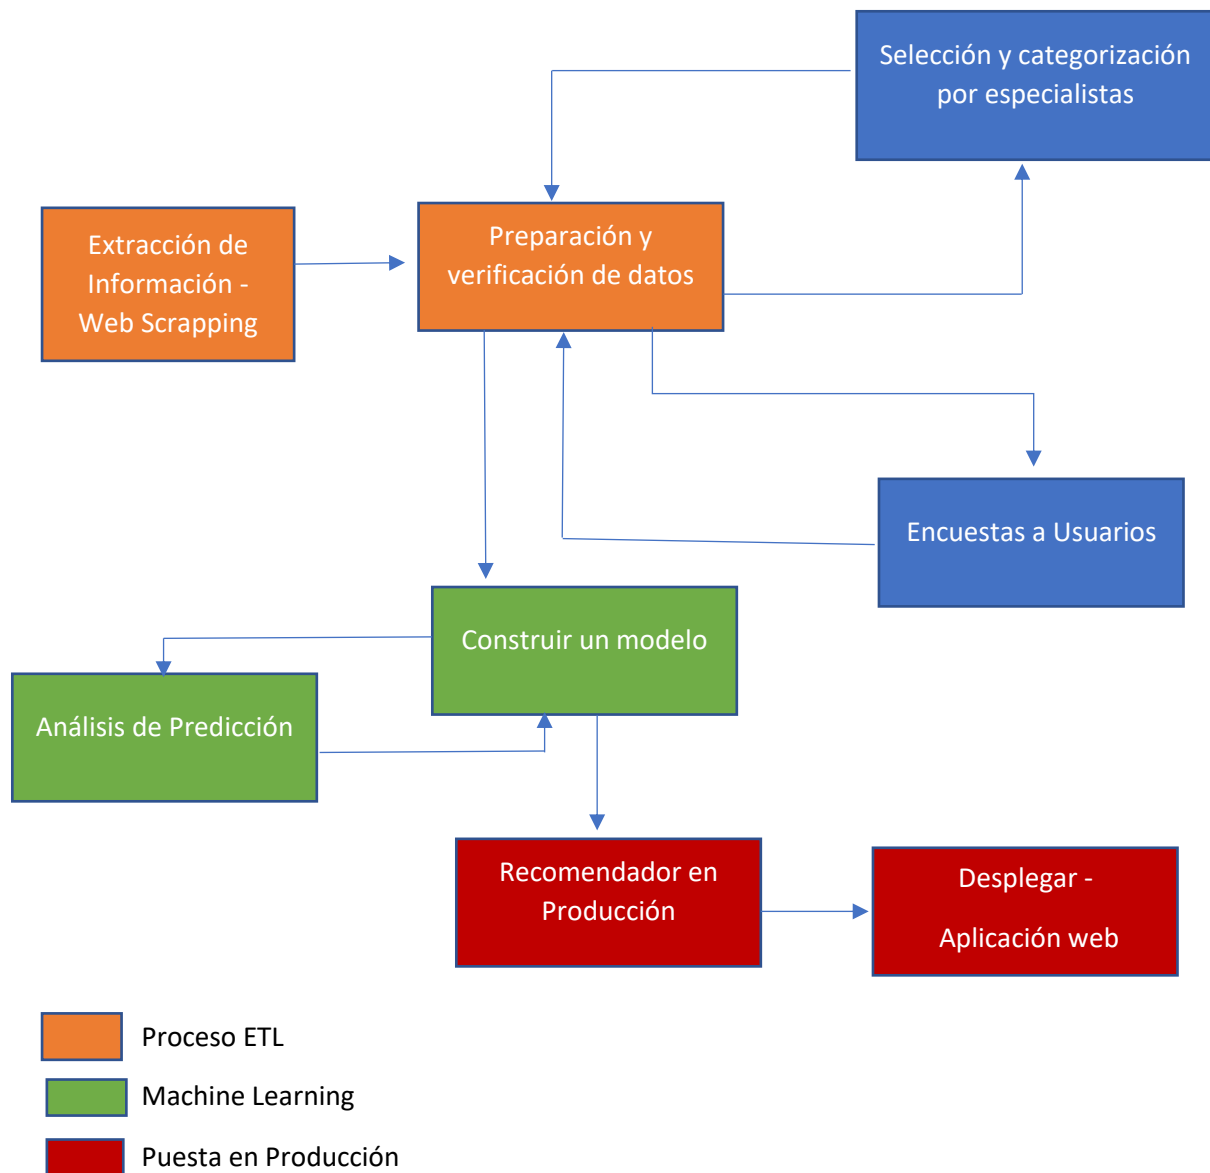 Selección y categorización
por especialistas
Extracción de
Información -
Web Scrapping
Preparación y
verificación de datos
Encuestas a Usuarios
Construir un modelo
Análisis de Predicción
Recomendador en
Producción
Desplegar -
Aplicación web
Proceso ETL
Machine Learning
Puesta en Producción